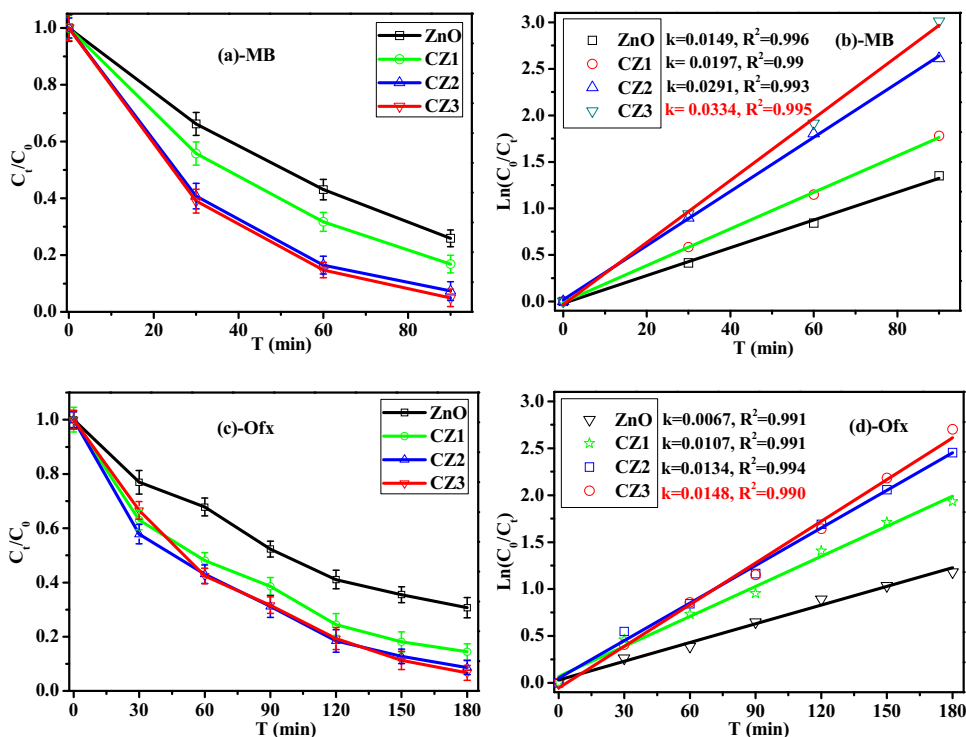 (a)-MB
ZnO
CZ1
CZ2
CZ3
C_t/C_0
1.0
0.8
0.6
0.4
0.2
0.0
0 20 40 60 80
T (min)
(b)-MB
ZnO k=0.0149, R²=0.996
CZ1 k= 0.0197, R²=0.99
CZ2 k=0.0291, R²=0.993
CZ3 k= 0.0334, R²=0.995
Ln(C_0/C_t)
3.0
2.5
2.0
1.5
1.0
0.5
0.0
0 20 40 60 80
T (min)
(c)-Ofx
ZnO
CZ1
CZ2
CZ3
C_t/C_0
1.0
0.8
0.6
0.4
0.2
0.0
0 30 60 90 120 150 180
T (min)
(d)-Ofx
ZnO k=0.0067, R²=0.991
CZ1 k=0.0107, R²=0.991
CZ2 k=0.0134, R²=0.994
CZ3 k=0.0148, R²=0.990
Ln(C_0/C_t)
3.0
2.5
2.0
1.5
1.0
0.5
0.0
0 30 60 90 120 150 180
T (min)